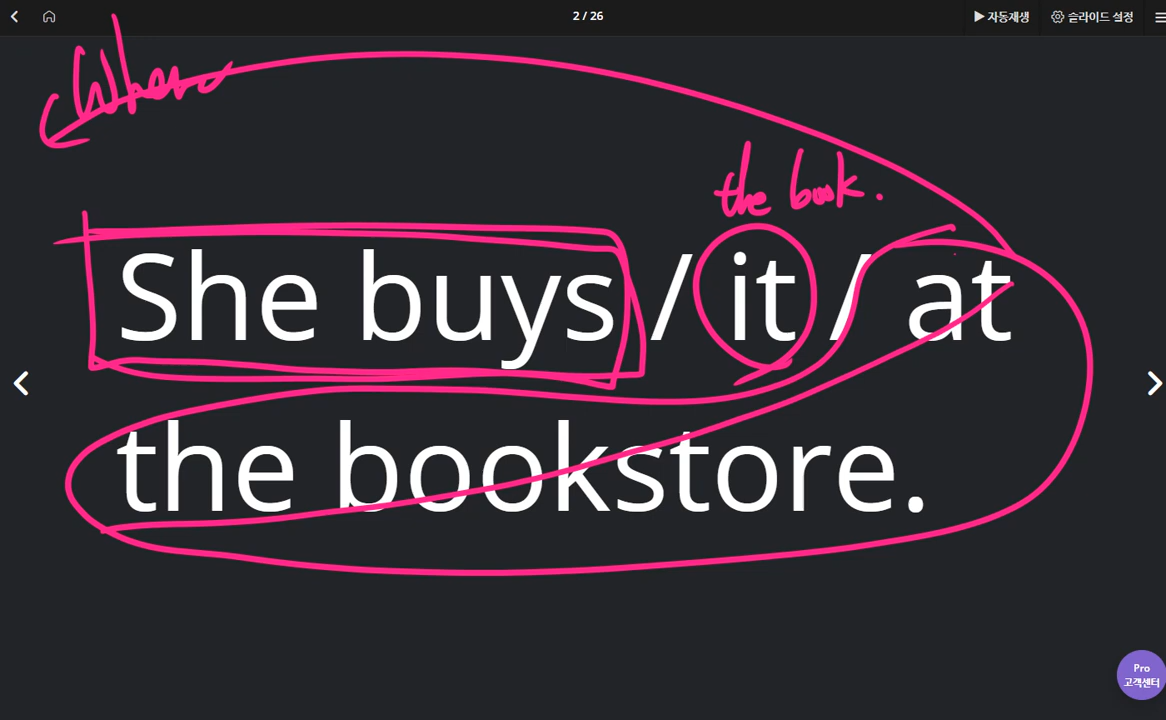 2 / 26
자동재생
슬라이드 설정
Where
the book.
She buys / it / at
the bookstore.
Pro
고객센터